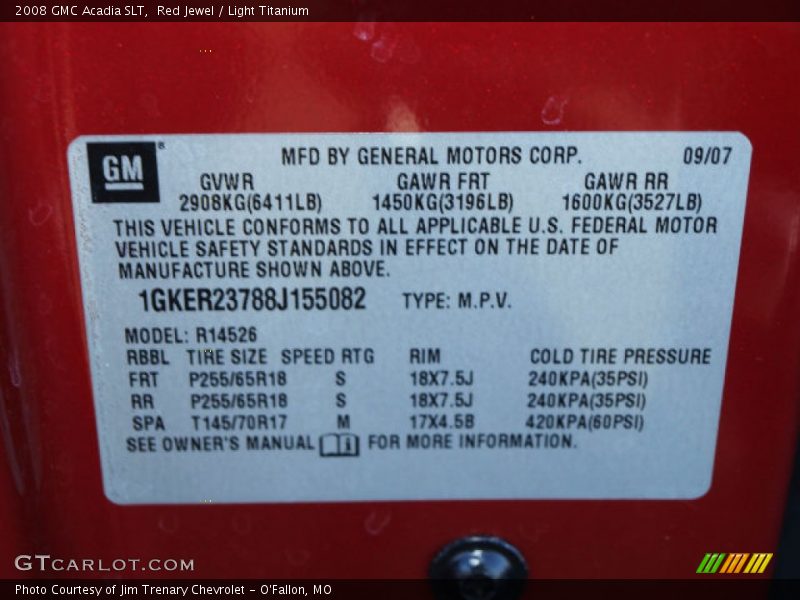 2008 GMC Acadia SLT,  Red Jewel / Light Titanium
GM®
MFD BY GENERAL MOTORS CORP. 09/07
GVWR GAWR FRT GAWR RR
2908KG(6411LB) 1450KG(3196LB) 1600KG(3527LB)
THIS VEHICLE CONFORMS TO ALL APPLICABLE U.S. FEDERAL MOTOR
VEHICLE SAFETY STANDARDS IN EFFECT ON THE DATE OF
MANUFACTURE SHOWN ABOVE.
1GKER23788J155082 TYPE: M.P.V.
MODEL: R14526
RBBL TIRE SIZE SPEED RTG RIM COLD TIRE PRESSURE
FRT P255/65R18 S 18X7.5J 240KPA(35PSI)
RR P255/65R18 S 18X7.5J 240KPA(35PSI)
SPA T145/70R17 M 17X4.5B 420KPA(60PSI)
SEE OWNER'S MANUAL FOR MORE INFORMATION.
GTCARLOT.COM
Photo Courtesy of Jim Trenary Chevrolet - O'Fallon, MO